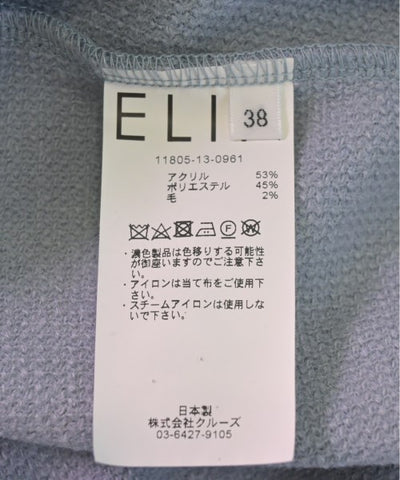 ELI
38
11805-13-0961
アクリル 53%
ポリエステル 45%
毛 2%
・濃色製品は色移りする可能性
が御座いますのでご注意下さ
い。
・アイロンは当て布をご使用下
さい。
・スチームアイロンは使用しな
いで下さい。
日本製
株式会社クルーズ
03-6427-9105